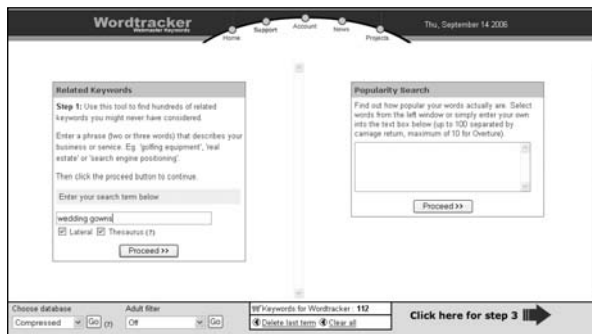 Wordtracker
Webmaster Keywords
Home
Support
Account
News
Projects
Thu, September 14 2006
Related Keywords
Step 1: Use this tool to find hundreds of related
keywords you might never have considered.
Enter a phrase (two or three words) that describes your
business or service. Eg. 'golfing equipment', 'real
estate' or 'search engine positioning'.
Then click the proceed button to continue.
Enter your search term below
wedding gowns
Lateral Thesaurus (?)
Proceed >>
Popularity Search
Find out how popular your words actually are. Select
words from the left window or simply enter your own
into the text box below (up to 100 separated by
carriage return, maximum of 10 for Overture).
Proceed >>
Choose database
Compressed Go (?)
Adult filter
Off Go
Keywords for Wordtracker : 112
Delete last term Clear all
Click here for step 3